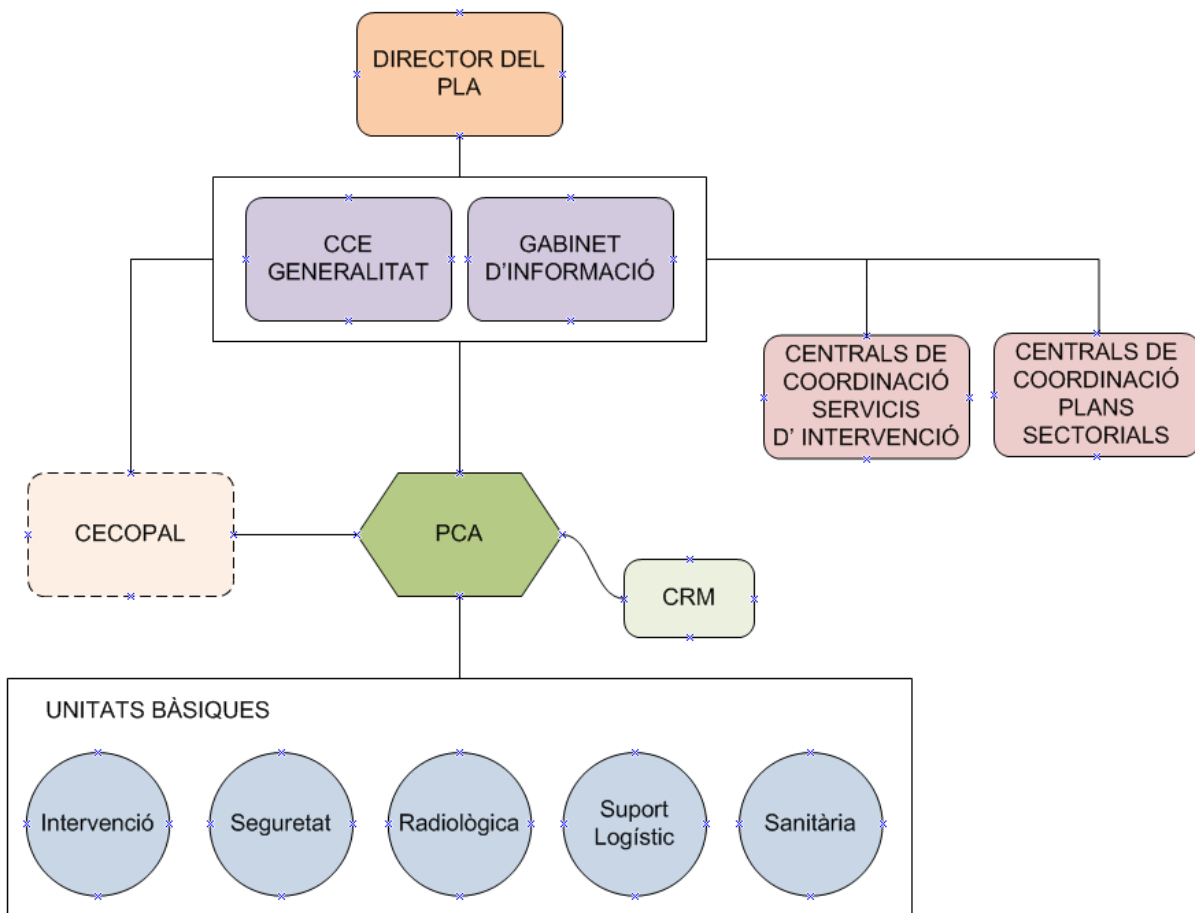 DIRECTOR DEL
PLA
CCE
GENERALITAT
GABINET
D'INFORMACIÓ
CENTRALS DE
COORDINACIÓ
SERVICIS
D' INTERVENCIÓ
CENTRALS DE
COORDINACIÓ
PLANS
SECTORIALS
CECOPAL
PCA
CRM
UNITATS BÀSIQUES
Intervenció
Seguretat
Radiològica
Suport
Logístic
Sanitària